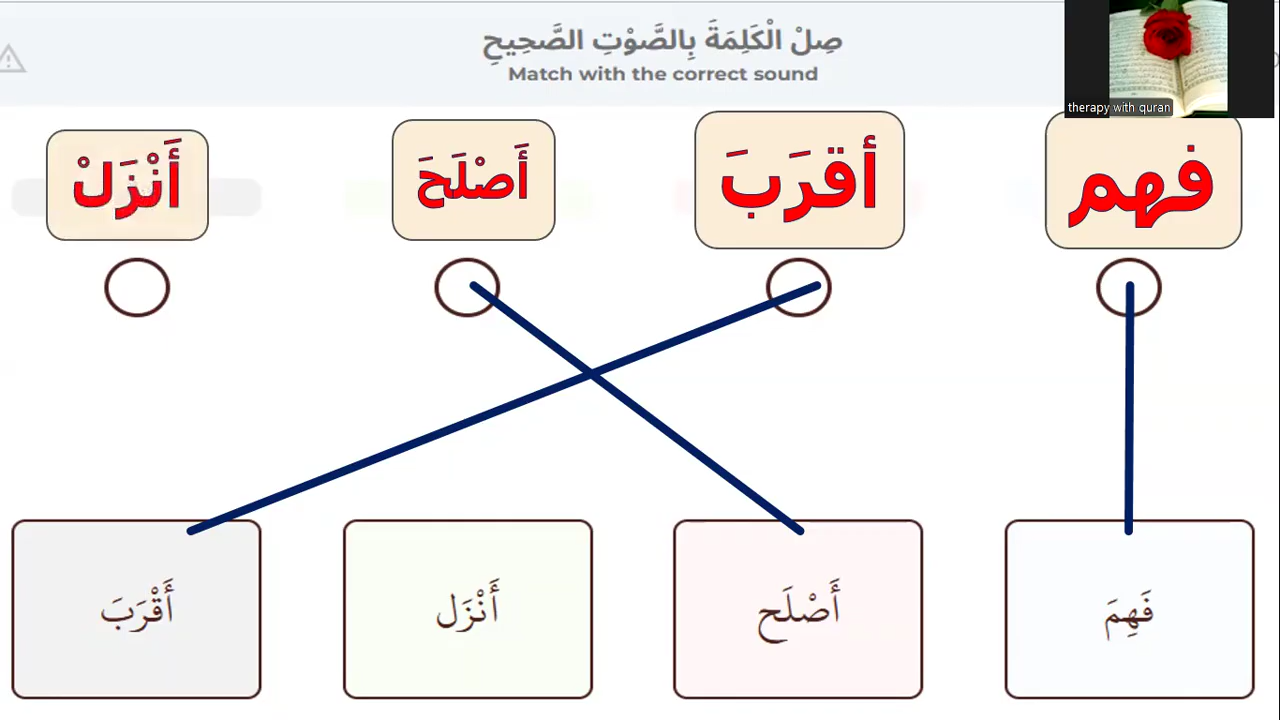 صِلْ الْكَلِمَةَ بِالصَّوْتِ الصَّحِيحِ
Match with the correct sound
therapy with quran
فهم
أقرَبَ
أَصْلَحَ
أَنْزَلْ
فَهِمَ
أَصْلَح
أَنْزَل
أَقْرَبَ